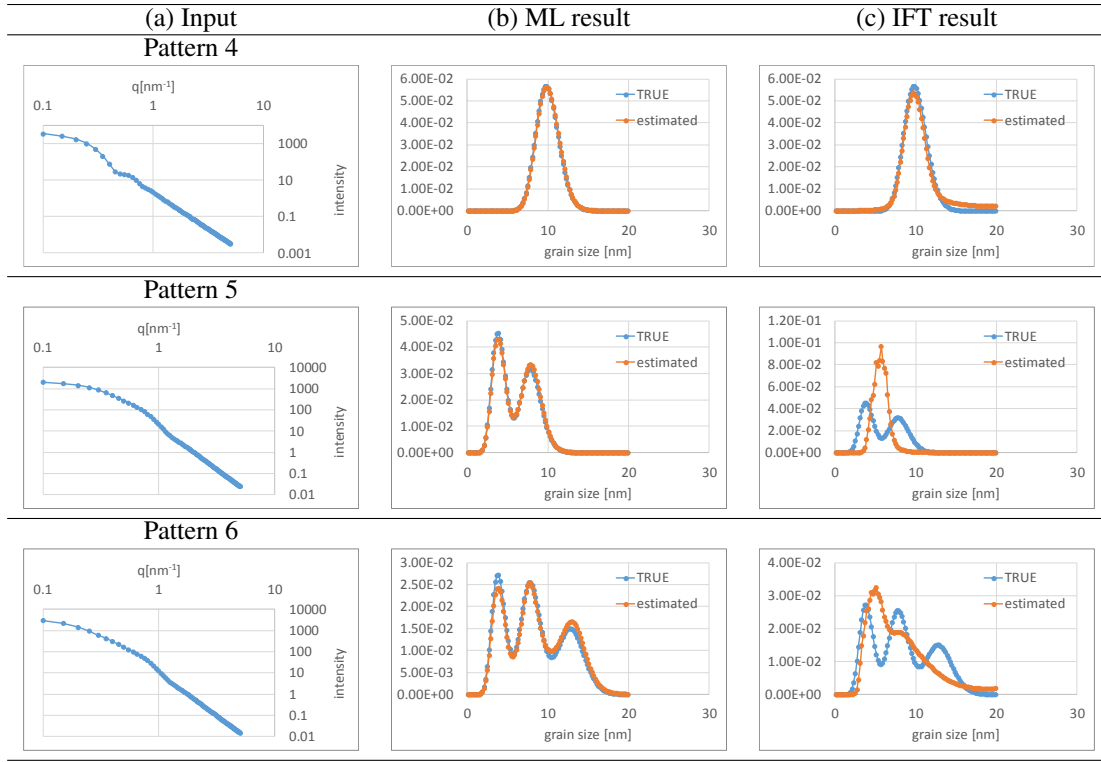 (a) Input (b) ML result (c) IFT result
Pattern 4
q[nm⁻¹]
0.1 1 10
1000
10
0.1
0.001
intensity
6.00E-02
5.00E-02
4.00E-02
3.00E-02
2.00E-02
1.00E-02
0.00E+00
TRUE
estimated
0 10 20 30
grain size [nm]
6.00E-02
5.00E-02
4.00E-02
3.00E-02
2.00E-02
1.00E-02
0.00E+00
TRUE
estimated
0 10 20 30
grain size [nm]
Pattern 5
q[nm⁻¹]
0.1 1 10
10000
1000
100
10
1
0.1
0.01
intensity
5.00E-02
4.00E-02
3.00E-02
2.00E-02
1.00E-02
0.00E+00
TRUE
estimated
0 10 20 30
grain size [nm]
1.20E-01
1.00E-01
8.00E-02
6.00E-02
4.00E-02
2.00E-02
0.00E+00
TRUE
estimated
0 10 20 30
grain size [nm]
Pattern 6
q[nm⁻¹]
0.1 1 10
10000
1000
100
10
1
0.1
0.01
intensity
3.00E-02
2.50E-02
2.00E-02
1.50E-02
1.00E-02
5.00E-03
0.00E+00
TRUE
estimated
0 10 20 30
grain size [nm]
4.00E-02
3.00E-02
2.00E-02
1.00E-02
0.00E+00
TRUE
estimated
0 10 20 30
grain size [nm]